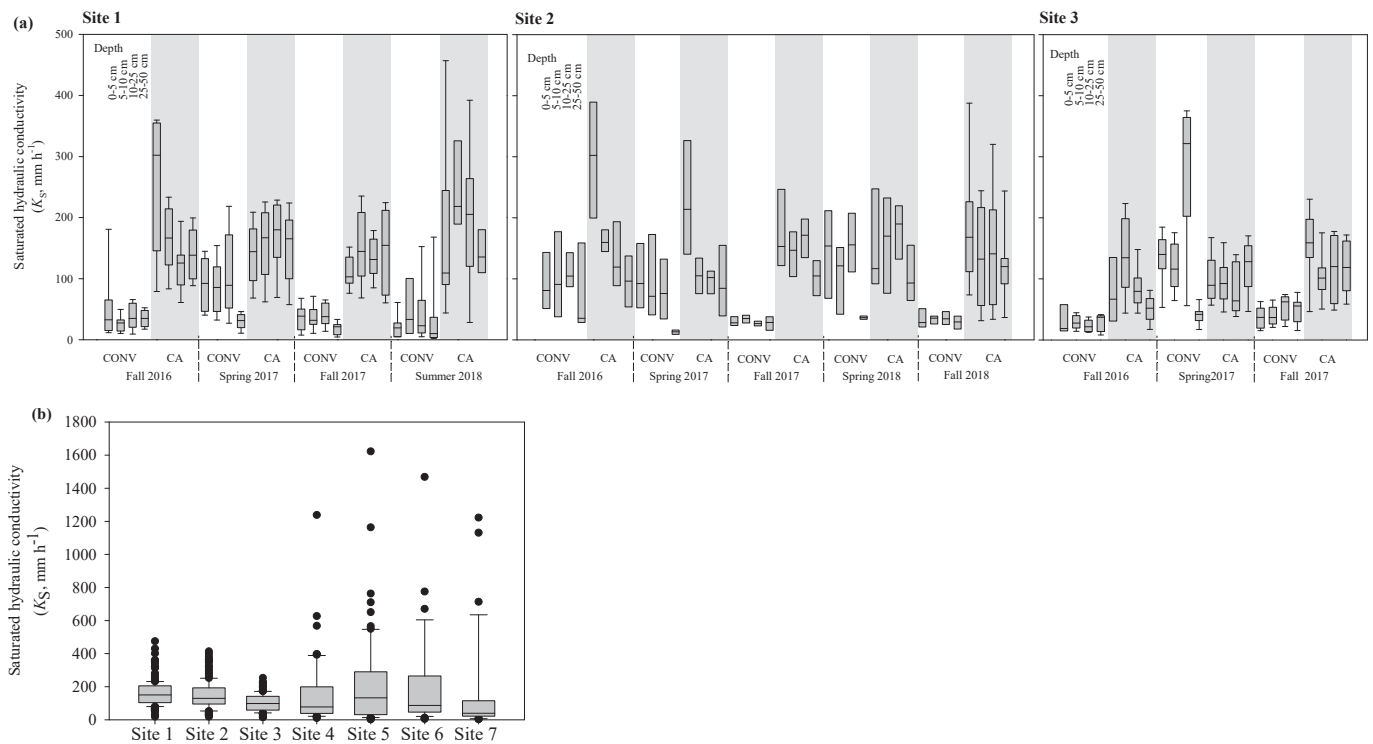 (a)
Site 1
Site 2
Site 3
Saturated hydraulic conductivity
(KS, mm h-1)
500
400
300
200
100
0
Depth
0-5 cm
5-10 cm
10-25 cm
25-50 cm
Depth
0-5 cm
5-10 cm
10-25 cm
25-50 cm
Depth
0-5 cm
5-10 cm
10-25 cm
25-50 cm
CONV CA CONV CA CONV CA CONV CA
Fall 2016 Spring 2017 Fall 2017 Summer 2018
CONV CA CONV CA CONV CA CONV CA CONV CA
Fall 2016 Spring 2017 Fall 2017 Spring 2018 Fall 2018
CONV CA CONV CA CONV CA
Fall 2016 Spring2017 Fall 2017
(b)
Saturated hydraulic conductivity
(KS, mm h-1)
1800
1600
1400
1200
1000
800
600
400
200
0
Site 1 Site 2 Site 3 Site 4 Site 5 Site 6 Site 7